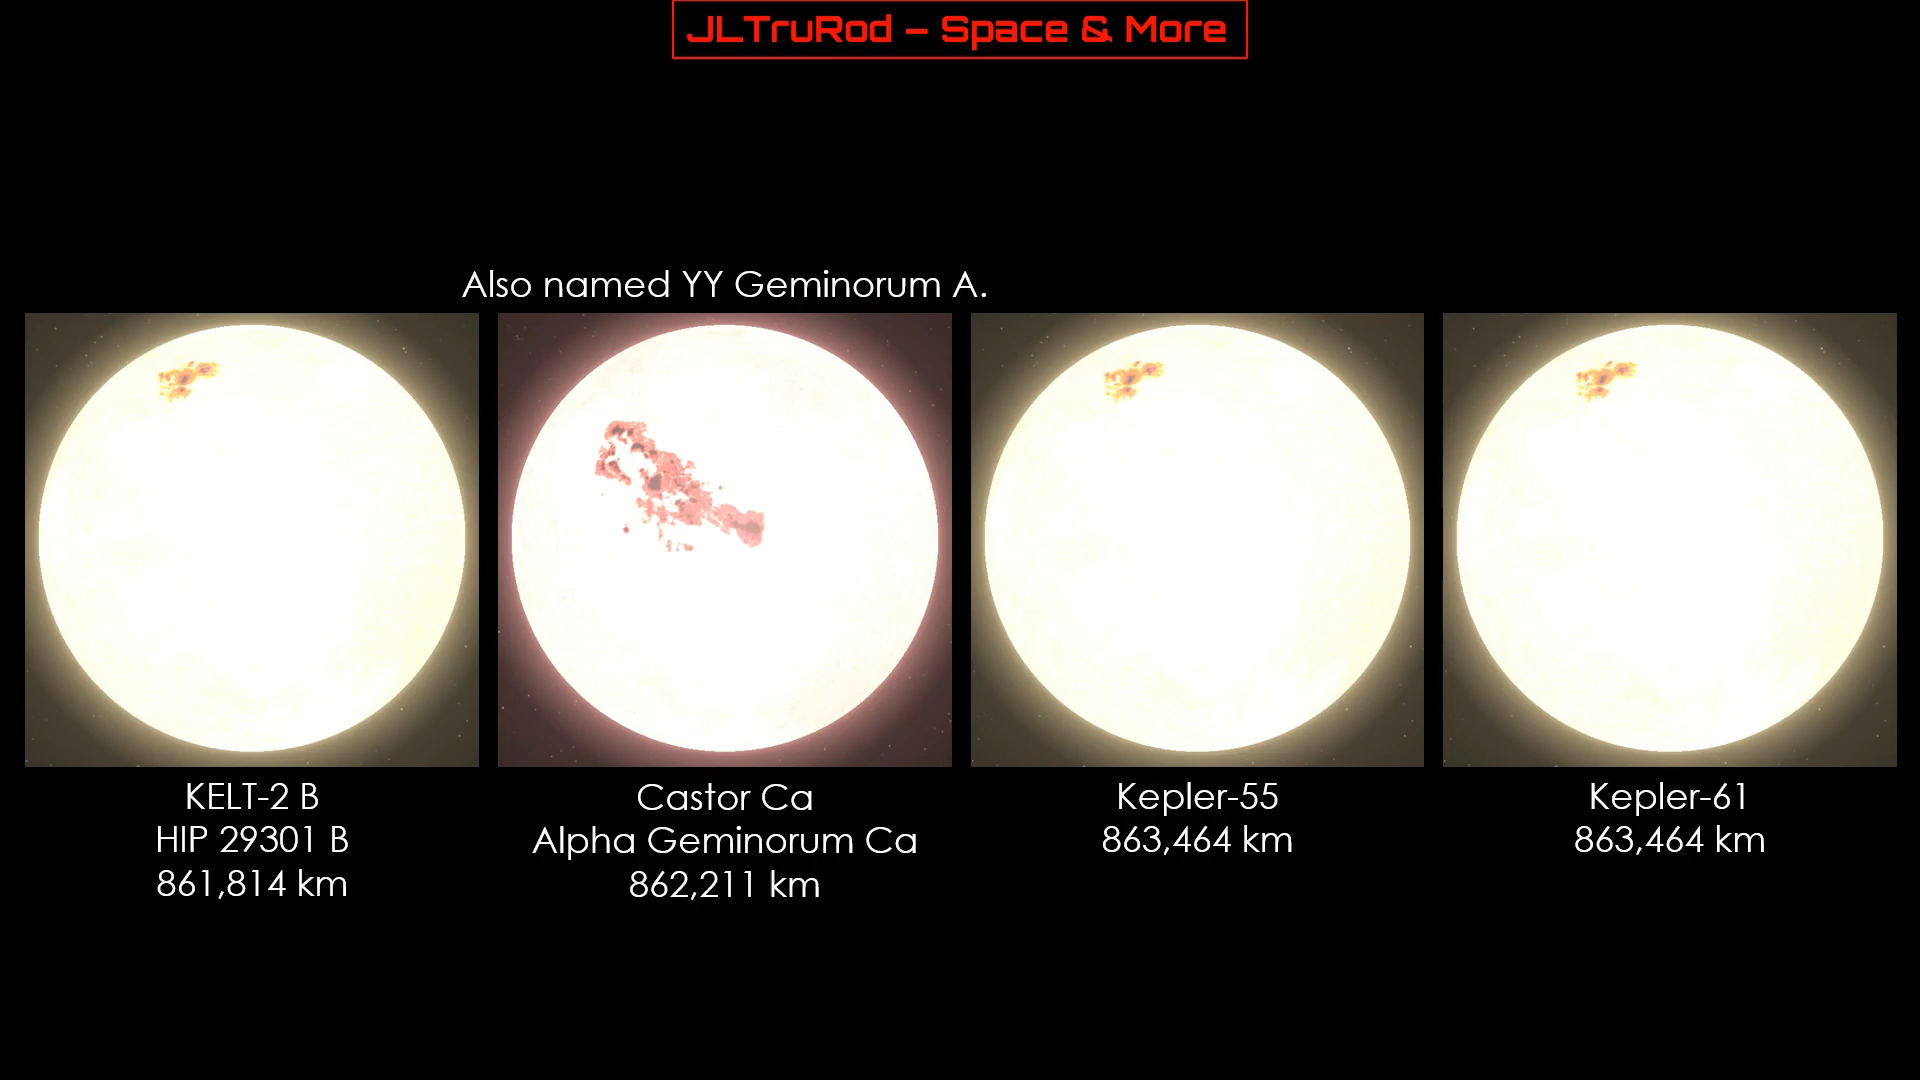 JLTruRod – Space & More
Also named YY Geminorum A.
KELT-2 B
HIP 29301 B
861,814 km
Castor Ca
Alpha Geminorum Ca
862,211 km
Kepler-55
863,464 km
Kepler-61
863,464 km